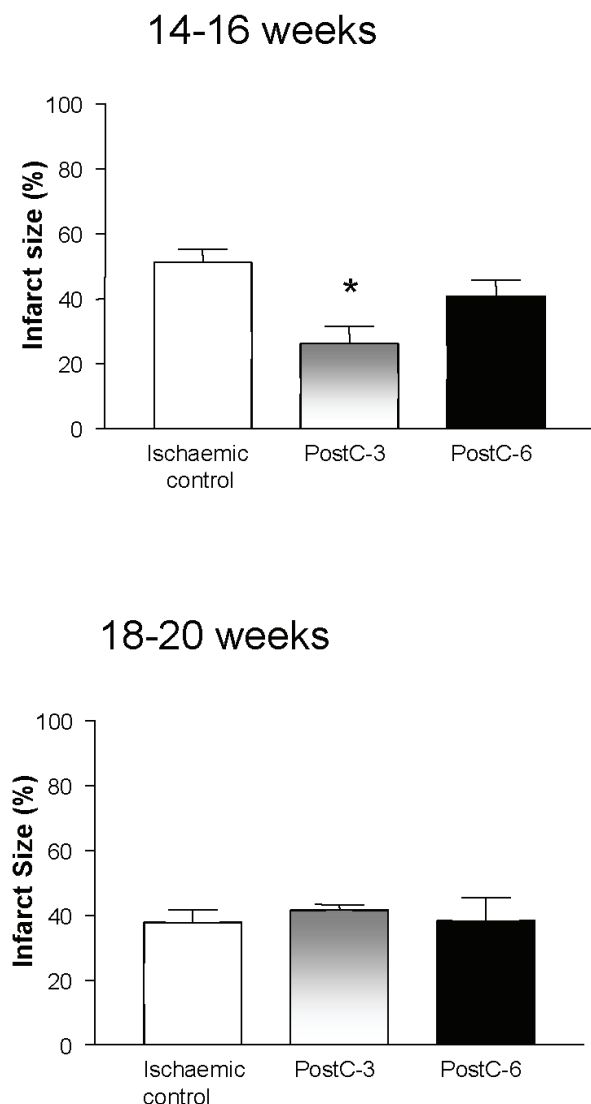 14-16 weeks
100
80
60
40
20
0
Infarct size (%)
*
Ischaemic control
PostC-3
PostC-6
18-20 weeks
100
80
60
40
20
0
Infarct Size (%)
Ischaemic control
PostC-3
PostC-6